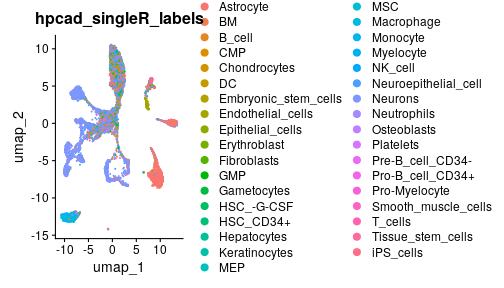 hpcad_singleR_labels
umap_2
10
5
0
-5
-10
-15
-10 -5 0 5 10
umap_1
Astrocyte
BM
B_cell
CMP
Chondrocytes
DC
Embryonic_stem_cells
Endothelial_cells
Epithelial_cells
Erythroblast
Fibroblasts
GMP
Gametocytes
HSC_-G-CSF
HSC_CD34+
Hepatocytes
Keratinocytes
MEP
MSC
Macrophage
Monocyte
Myelocyte
NK_cell
Neuroepithelial_cell
Neurons
Neutrophils
Osteoblasts
Platelets
Pre-B_cell_CD34-
Pro-B_cell_CD34+
Pro-Myelocyte
Smooth_muscle_cells
T_cells
Tissue_stem_cells
iPS_cells